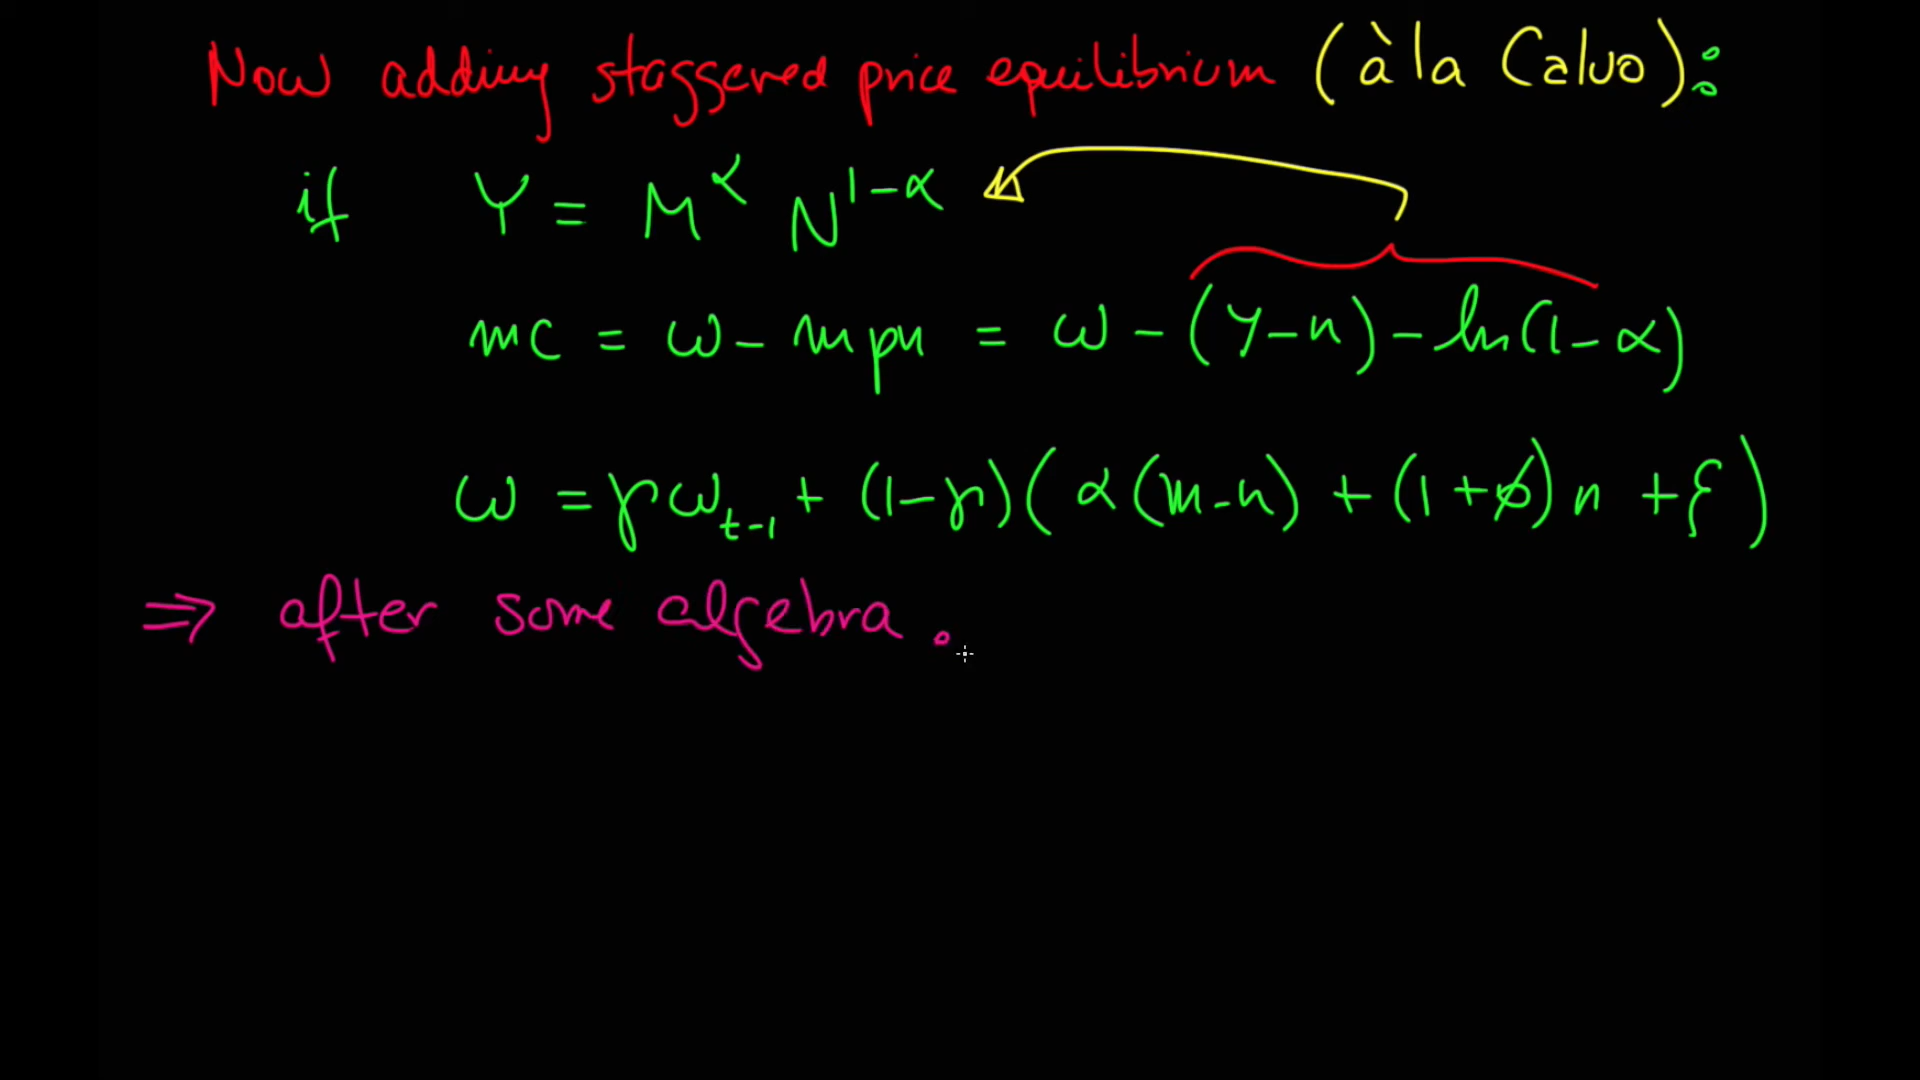 Now adding staggered price equilibrium (à la Calvo):
if Y = M^α N^{1-α}
mc = ω - mpn = ω - (y-n) - ln(1-α)
ω = γω_{t-1} + (1-γ)(α(m-n) + (1+φ)n + ξ)
⇒ after some algebra.